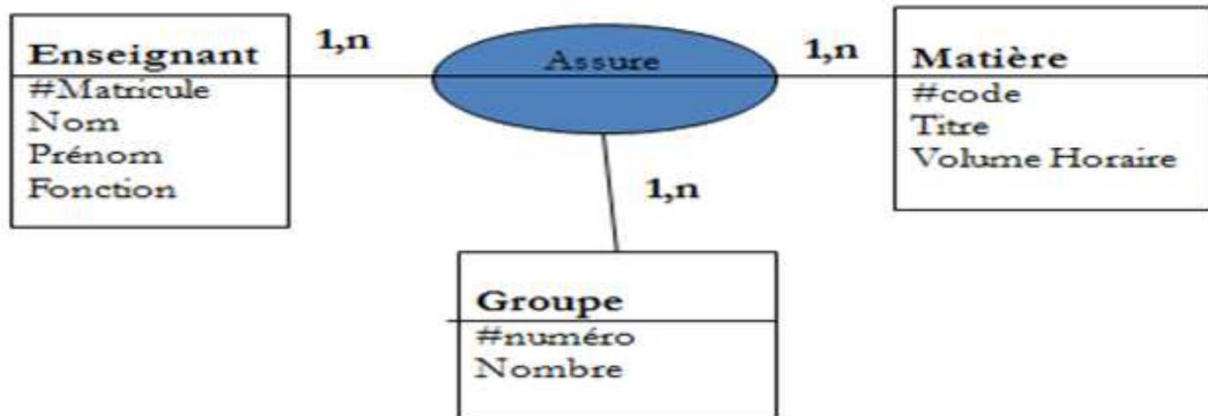 Enseignant
#Matricule
Nom
Prénom
Fonction
1,n
Assure
1,n
Matière
#code
Titre
Volume Horaire
1,n
Groupe
#numéro
Nombre